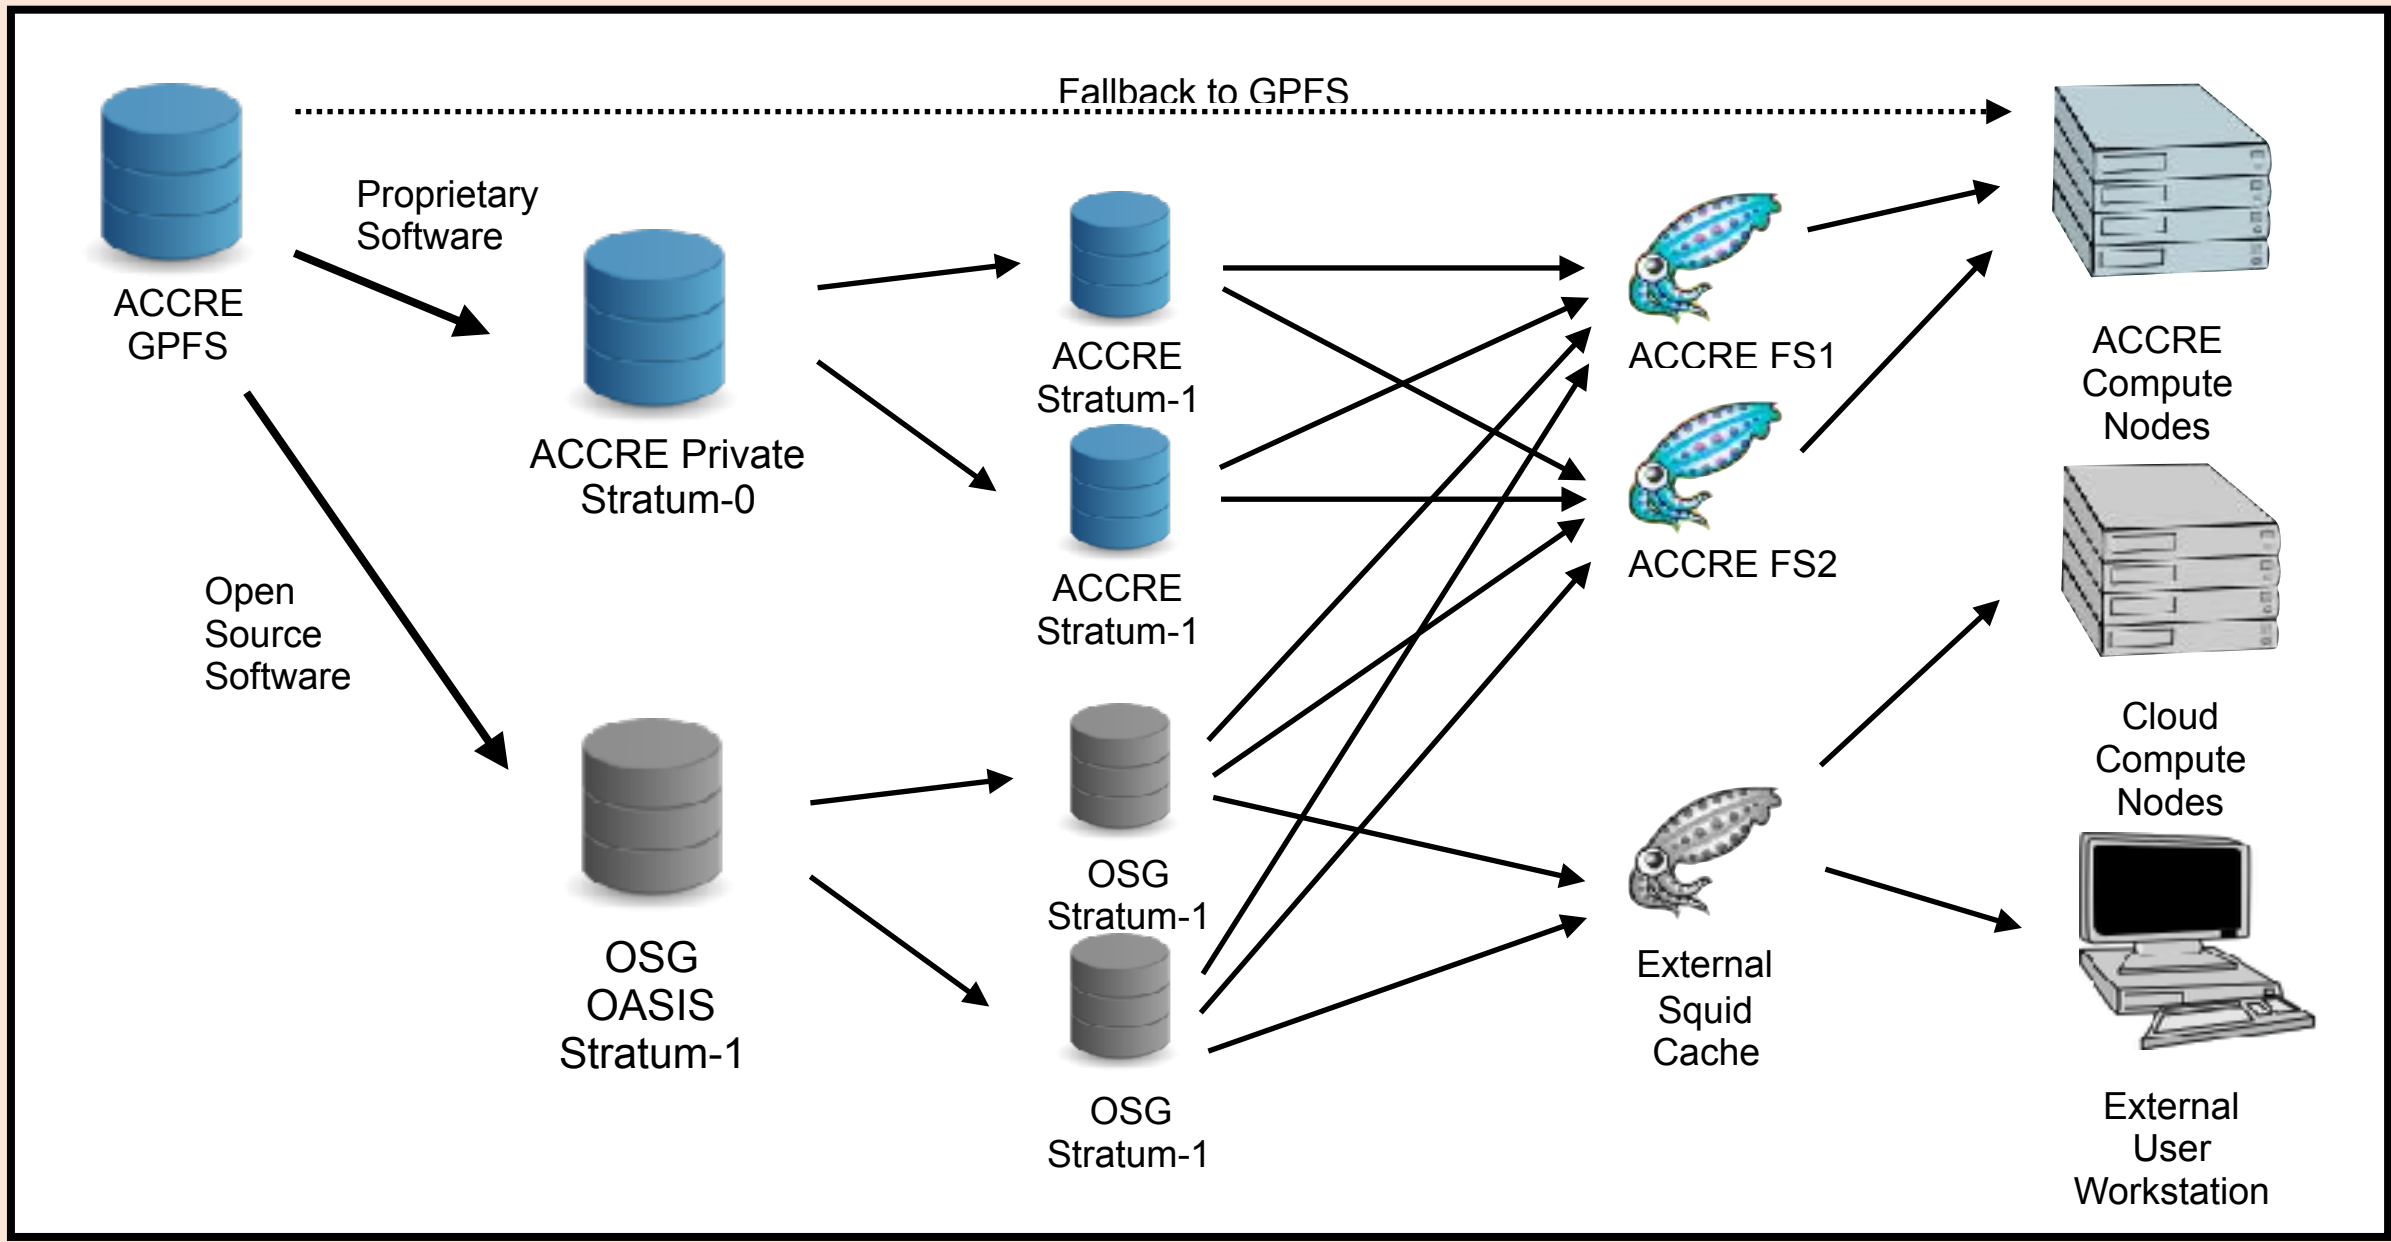 Fallback to GPFS
Proprietary
Software
ACCRE
GPFS
ACCRE Private
Stratum-0
Open
Source
Software
OSG
OASIS
Stratum-1
ACCRE
Stratum-1
ACCRE
Stratum-1
OSG
Stratum-1
OSG
Stratum-1
ACCRE FS1
ACCRE FS2
External
Squid
Cache
ACCRE
Compute
Nodes
Cloud
Compute
Nodes
External
User
Workstation